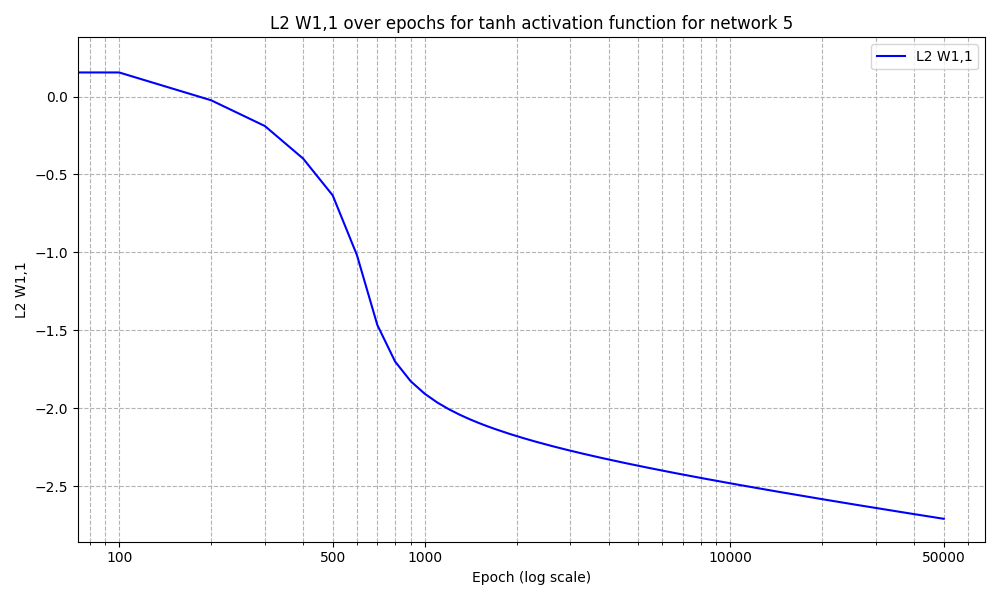 L2 W1,1 over epochs for tanh activation function for network 5
L2 W1,1
0.0
−0.5
−1.0
−1.5
−2.0
−2.5
L2 W1,1
100
500
1000
10000
50000
Epoch (log scale)